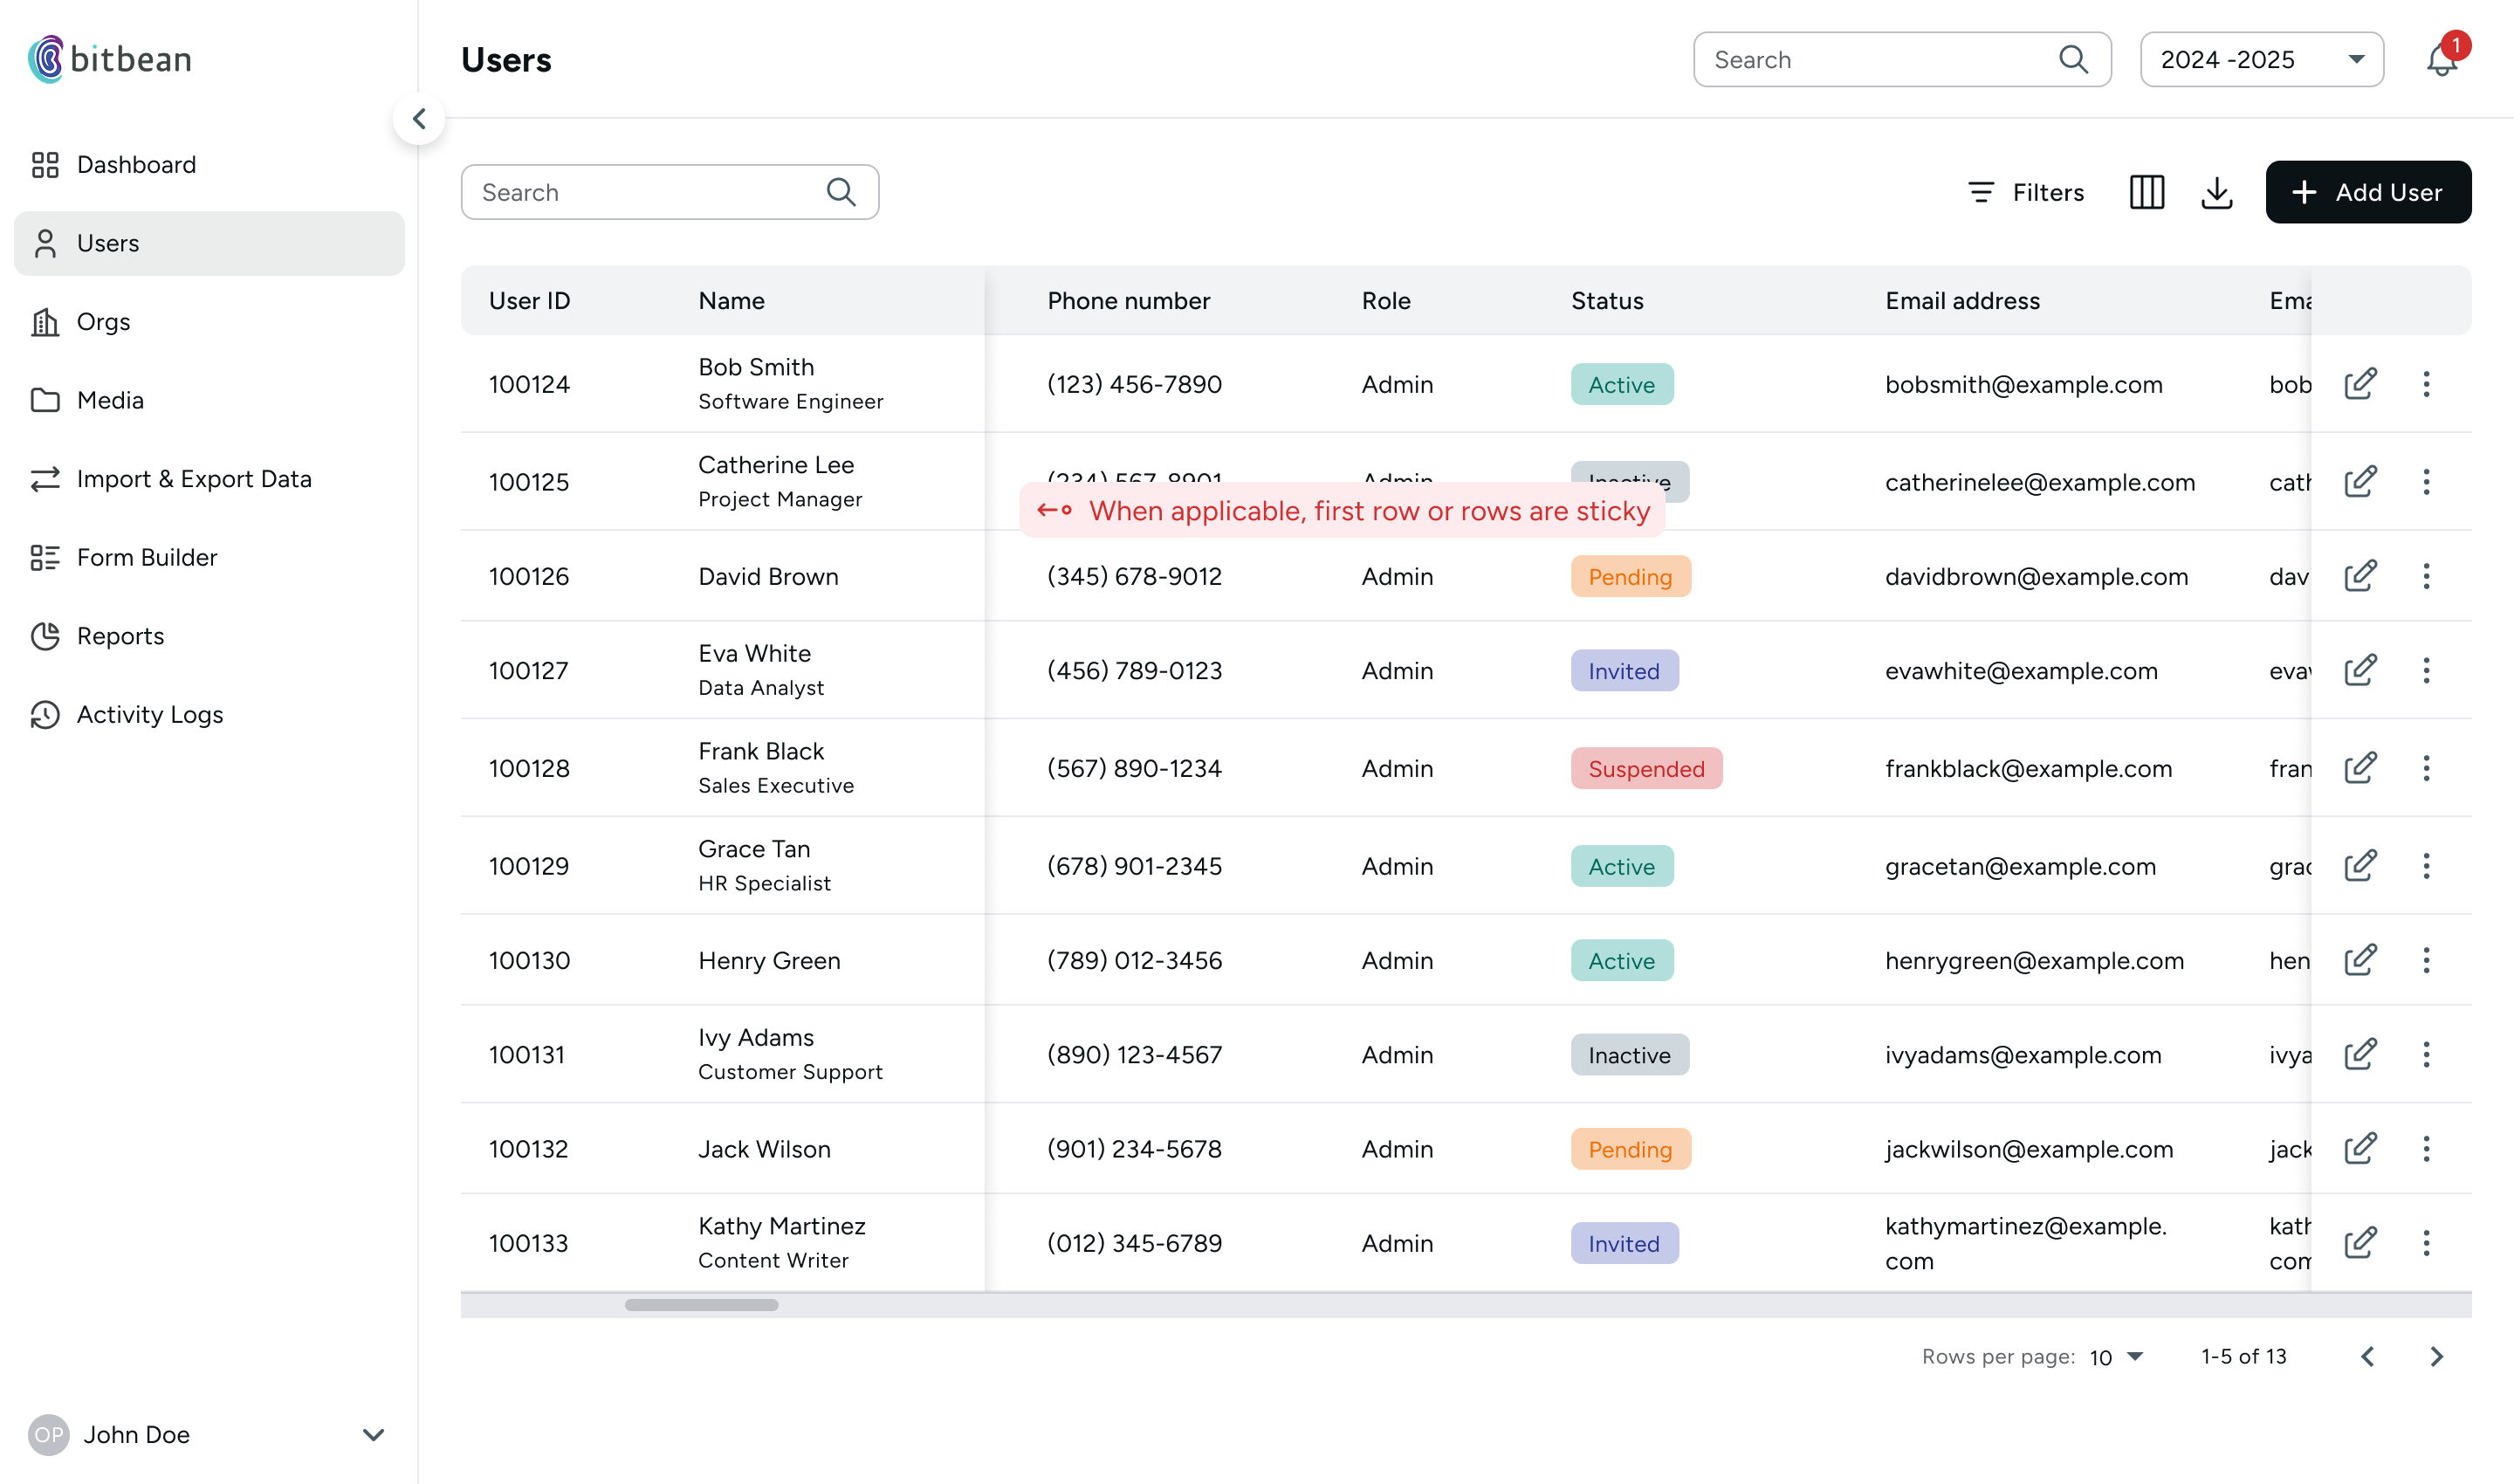 bitbean
Users
Search
2024 -2025
1
Dashboard
Users
Orgs
Media
Import & Export Data
Form Builder
Reports
Activity Logs
OP
John Doe
Search
Filters
Add User
User ID Name Phone number Role Status Email address Ema
100124 Bob Smith (123) 456-7890 Admin Active bobsmith@example.com bob
Software Engineer
100125 Catherine Lee (234) 567-8901 Admin Inactive catherinelee@example.com cath
Project Manager
When applicable, first row or rows are sticky
100126 David Brown (345) 678-9012 Admin Pending davidbrown@example.com dav
100127 Eva White (456) 789-0123 Admin Invited evawhite@example.com evaw
Data Analyst
100128 Frank Black (567) 890-1234 Admin Suspended frankblack@example.com fran
Sales Executive
100129 Grace Tan (678) 901-2345 Admin Active gracetan@example.com grac
HR Specialist
100130 Henry Green (789) 012-3456 Admin Active henrygreen@example.com hen
100131 Ivy Adams (890) 123-4567 Admin Inactive ivyadams@example.com ivya
Customer Support
100132 Jack Wilson (901) 234-5678 Admin Pending jackwilson@example.com jack
100133 Kathy Martinez (012) 345-6789 Admin Invited kathymartinez@example. kath
Content Writer com com
Rows per page: 10 1-5 of 13